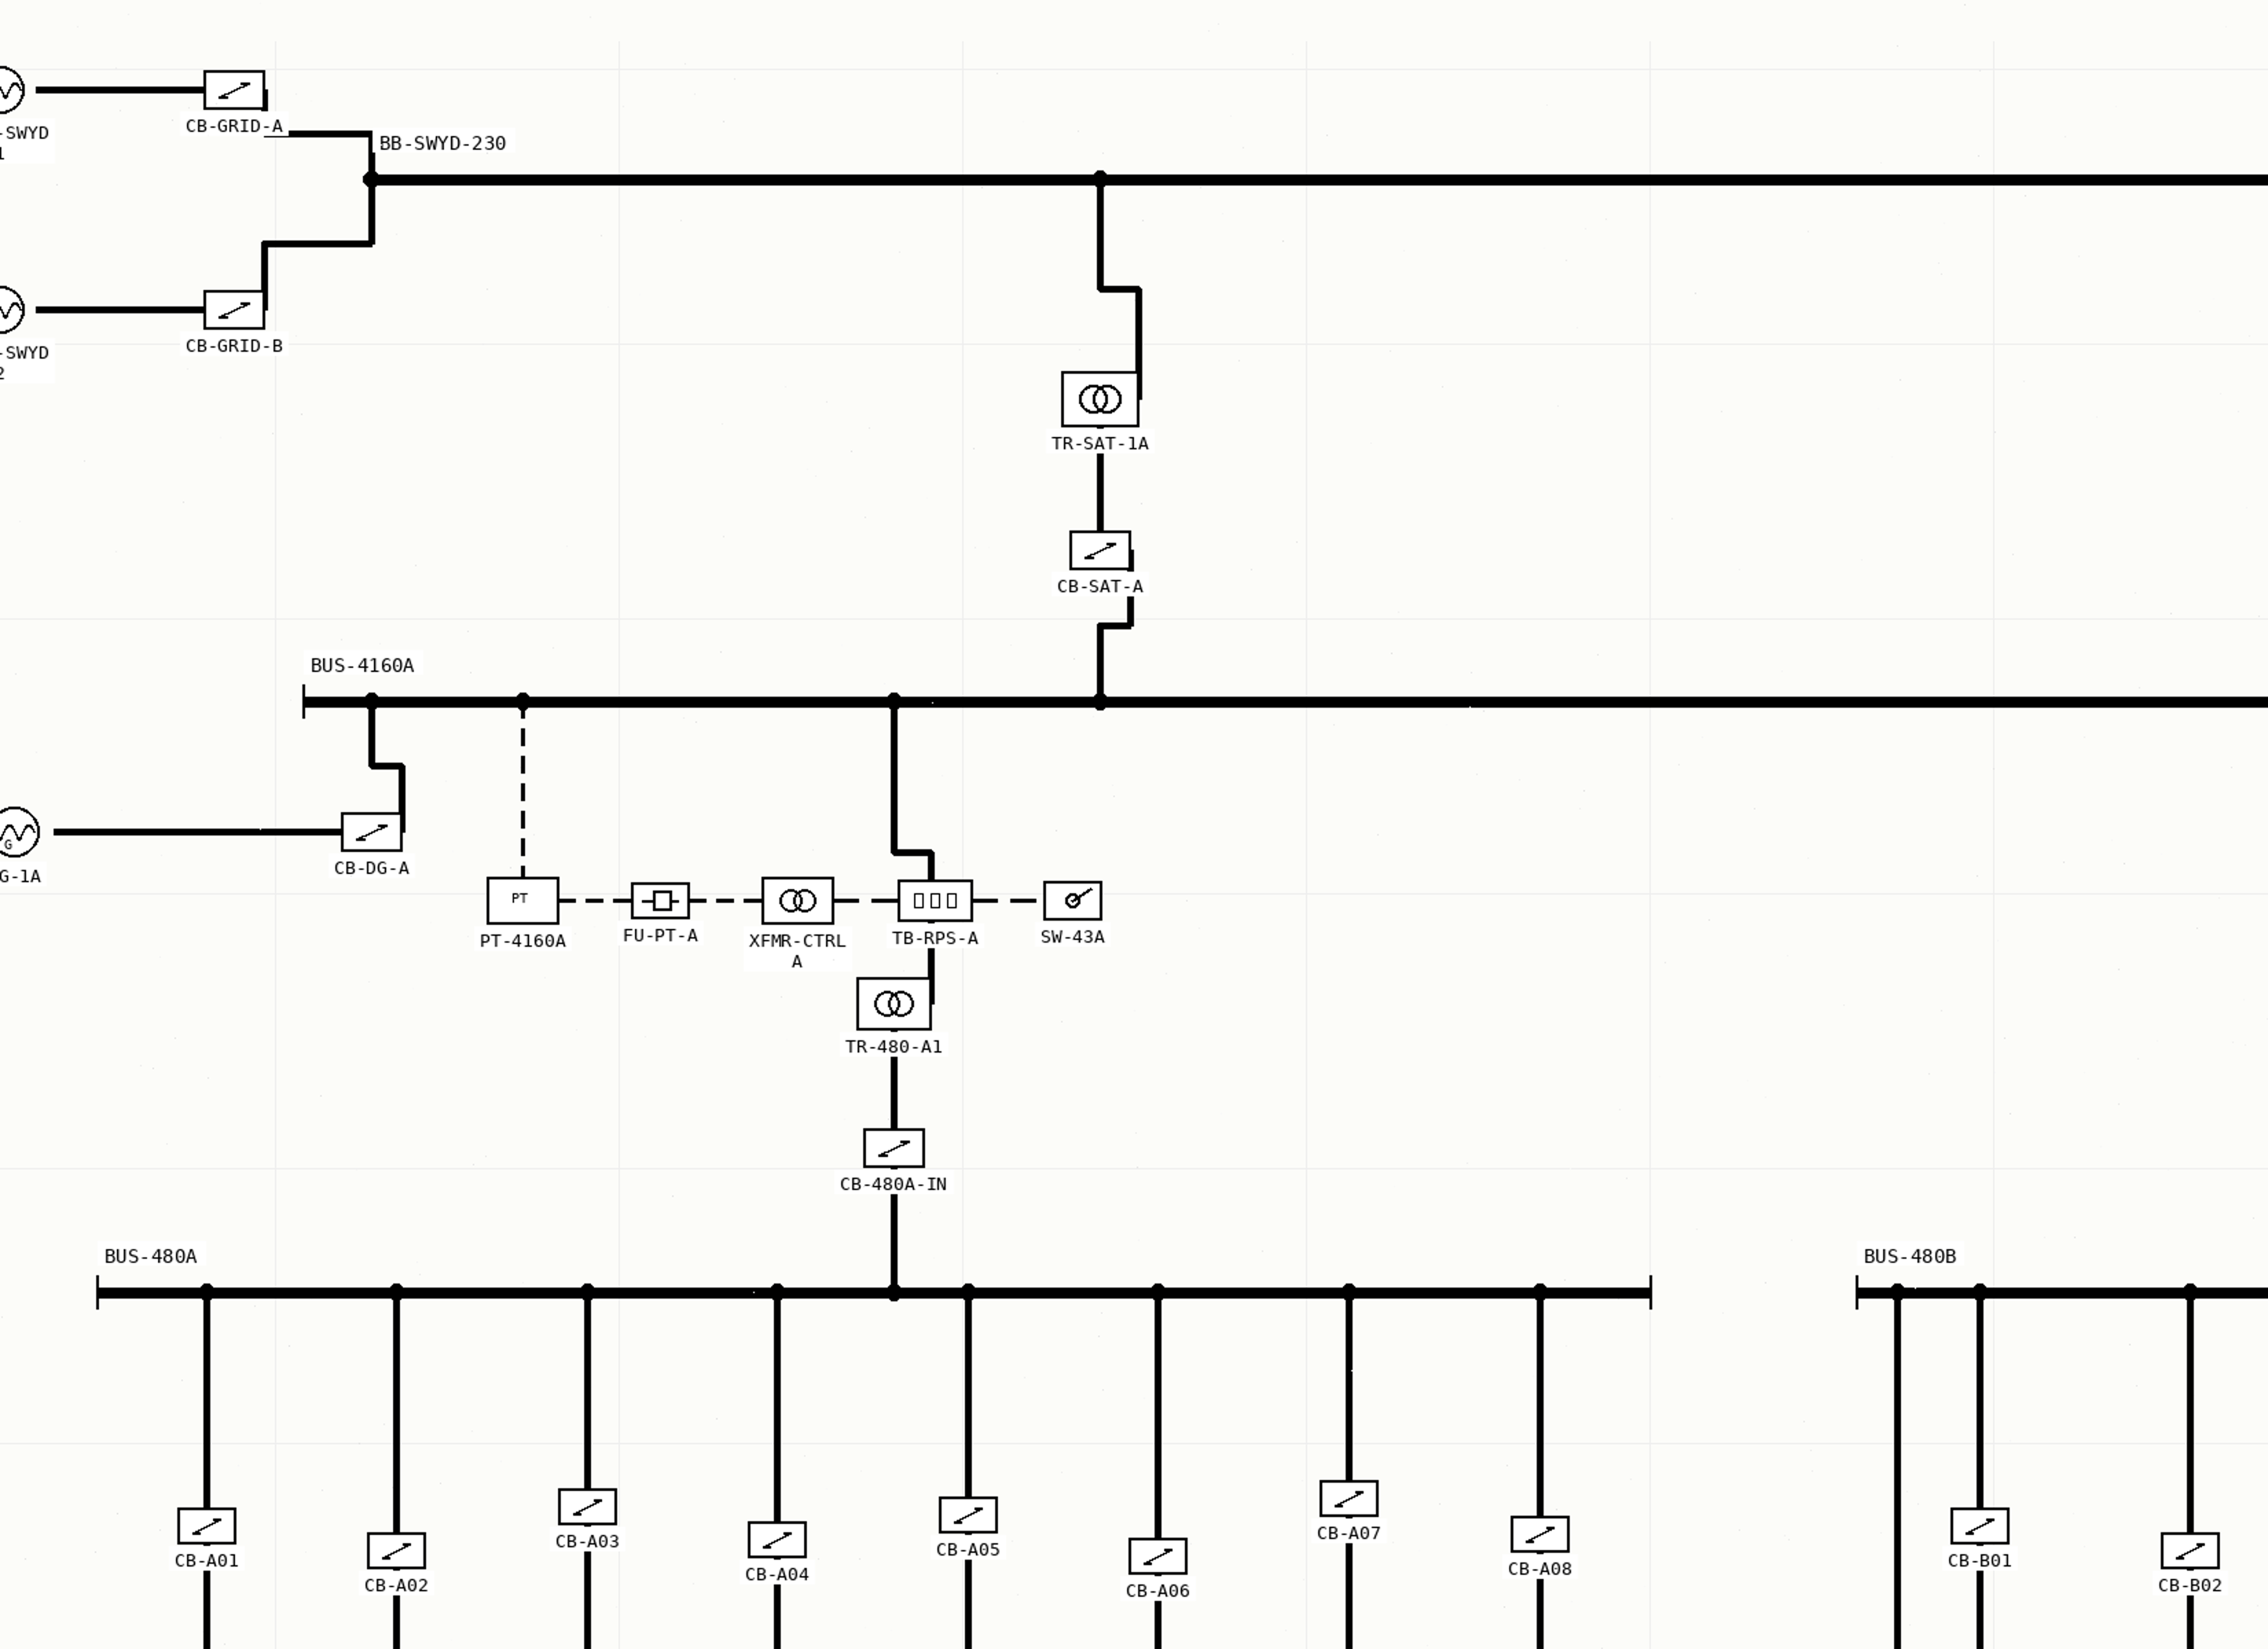 CB-GRID-A
-SWYD
1
BB-SWYD-230
CB-GRID-B
-SWYD
2
TR-SAT-1A
CB-SAT-A
BUS-4160A
G
G-1A
CB-DG-A
PT
PT-4160A
FU-PT-A
XFMR-CTRL
A
TB-RPS-A
SW-43A
TR-480-A1
CB-480A-IN
BUS-480A
BUS-480B
CB-A01
CB-A02
CB-A03
CB-A04
CB-A05
CB-A06
CB-A07
CB-A08
CB-B01
CB-B02